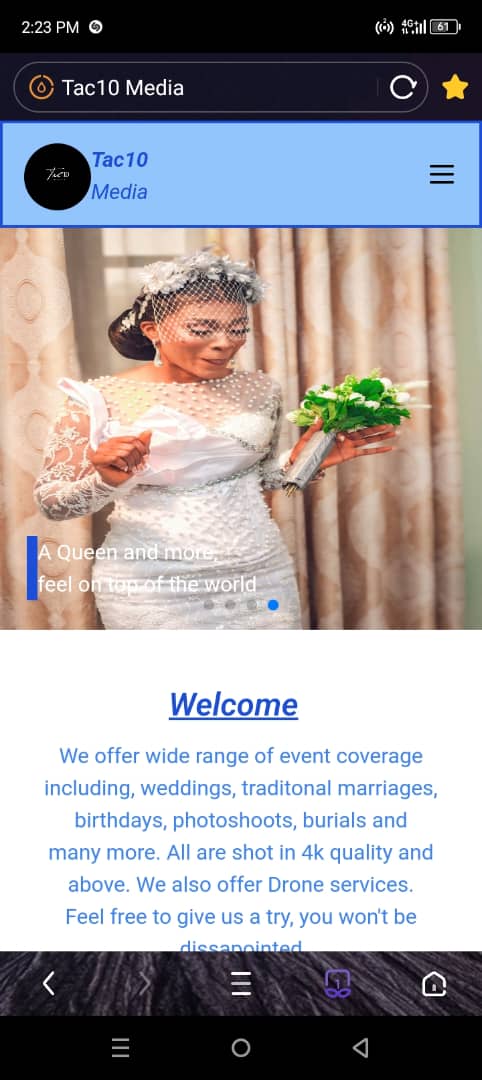 2:23 PM
4G+
61
Tac10 Media
Tac10
Tac10
Media
A Queen and more,
feel on top of the world
Welcome
We offer wide range of event coverage
including, weddings, traditonal marriages,
birthdays, photoshoots, burials and
many more. All are shot in 4k quality and
above. We also offer Drone services.
Feel free to give us a try, you won't be
dissapointed
1